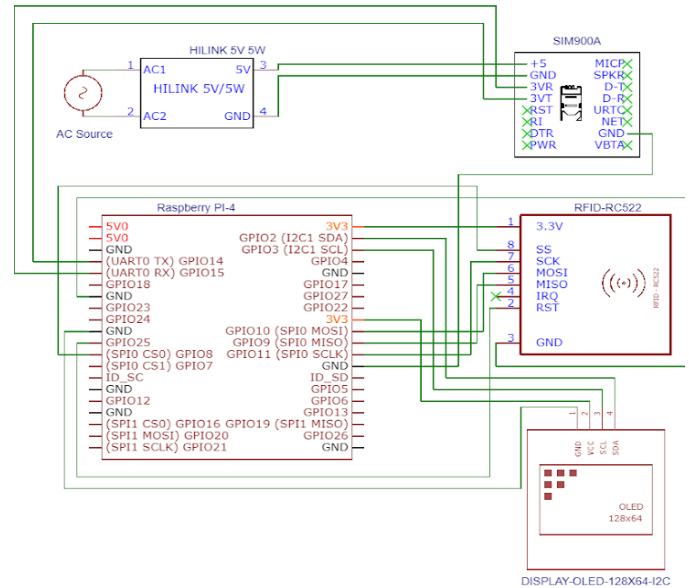 HILINK 5V 5W
1 AC1 5V 3
HILINK 5V/5W
2 AC2 GND 4
AC Source
SIM900A
+5 MICP
GND SPKR
3VR D-T
3VT D-R
RST URTC
RI NET
DTR GND
PWR VBTA
Raspberry PI-4
5V0 3V3
5V0 GPIO2 (I2C1 SDA)
GND GPIO3 (I2C1 SCL)
(UART0 TX) GPIO14 GPIO4
(UART0 RX) GPIO15 GND
GPIO18 GPIO17
GND GPIO27
GPIO23 GPIO22
GPIO24 3V3
GND GPIO10 (SPI0 MOSI)
GPIO25 GPIO9 (SPI0 MISO)
(SPI0 CS0) GPIO8 GPIO11 (SPI0 SCLK)
(SPI0 CS1) GPIO7 GND
ID_SC ID_SD
GND GPIO5
GPIO12 GPIO6
GND GPIO13
(SPI1 CS0) GPIO16 GPIO19 (SPI1 MISO)
(SPI1 MOSI) GPIO20 GPIO26
(SPI1 SCLK) GPIO21 GND
RFID-RC522
1 3.3V
8 SS
7 SCK
6 MOSI
5 MISO
4 IRQ
2 RST
3 GND
RFID - RC522
1 2 3 4
GND VCC SCL SDA
OLED
128x64
DISPLAY-OLED-128X64-I2C